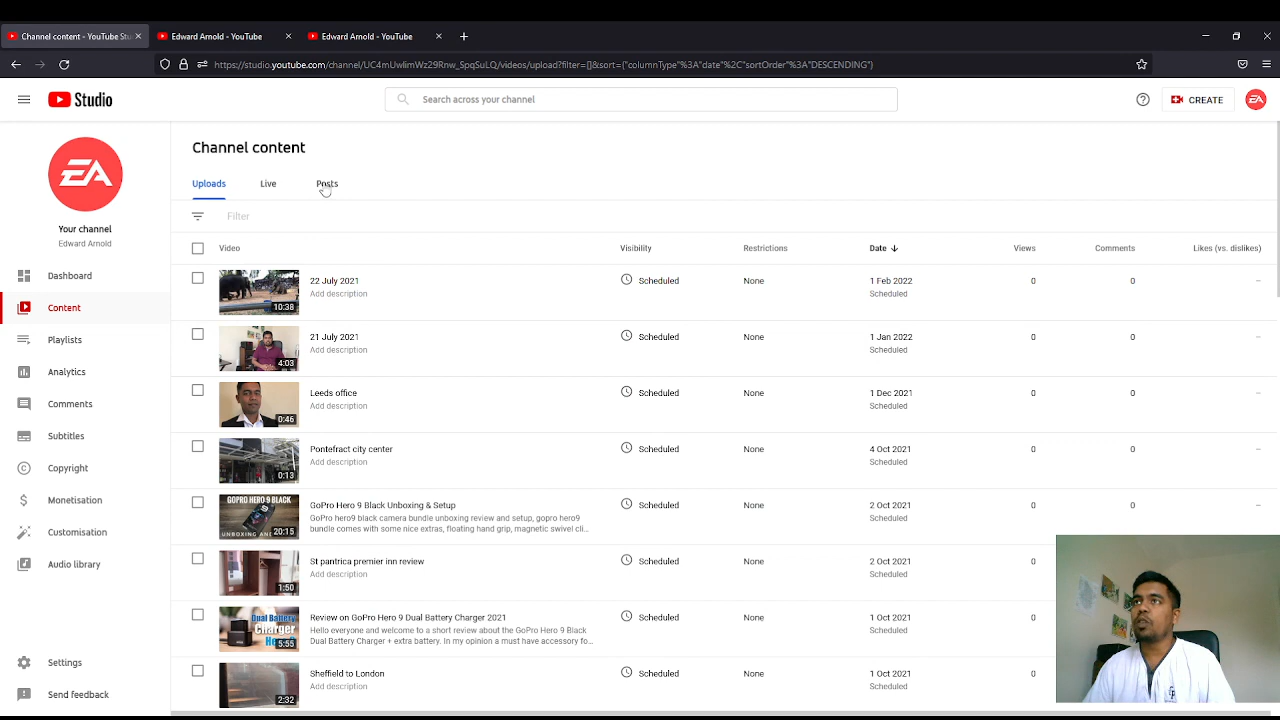 Channel content - YouTube Stu
Edward Arnold - YouTube
Edward Arnold - YouTube
https://studio.youtube.com/channel/UC4mUwlimWz29Rnw_SpqSuLQ/videos/upload?filter=[]&sort={"columnType"%3A"date"%2C"sortOrder"%3A"DESCENDING"}
Studio
Search across your channel
CREATE
EA
EA
Your channel
Edward Arnold
Dashboard
Content
Playlists
Analytics
Comments
Subtitles
Copyright
Monetisation
Customisation
Audio library
Settings
Send feedback
Channel content
Uploads Live Posts
Filter
Video Visibility Restrictions Date Views Comments Likes (vs. dislikes)
10:38 22 July 2021 Scheduled None 1 Feb 2022 0 0 –
Add description Scheduled
4:03 21 July 2021 Scheduled None 1 Jan 2022 0 0 –
Add description Scheduled
0:46 Leeds office Scheduled None 1 Dec 2021 0 0 –
Add description Scheduled
0:13 Pontefract city center Scheduled None 4 Oct 2021 0 0 –
Add description Scheduled
GOPRO HERO 9 BLACK
UNBOXING AN
20:15 GoPro Hero 9 Black Unboxing & Setup Scheduled None 2 Oct 2021 0 0 –
GoPro hero9 black camera bundle unboxing review and setup, gopro hero9 Scheduled
bundle comes with some nice extras, floating hand grip, magnetic swivel cli...
1:50 St pantrica premier inn review Scheduled None 2 Oct 2021 0
Add description Scheduled
Dual Battery
Charger
He
5:55 Review on GoPro Hero 9 Dual Battery Charger 2021 Scheduled None 1 Oct 2021 0
Hello everyone and welcome to a short review about the GoPro Hero 9 Black Scheduled
Dual Battery Charger + extra battery. In my opinion a must have accessory fo...
2:32 Sheffield to London Scheduled None 1 Oct 2021 0
Add description Scheduled